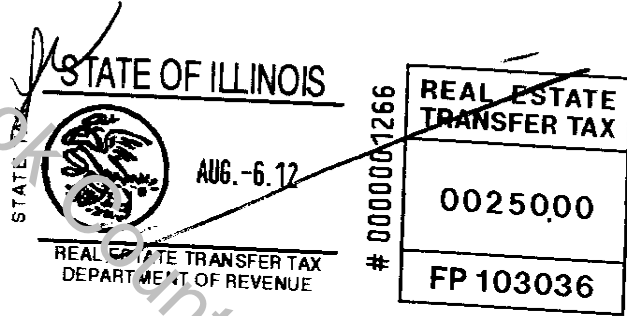 STATE OF ILLINOIS
STATE
AUG.-6.12
REAL ESTATE TRANSFER TAX
DEPARTMENT OF REVENUE
# 0000001266
REAL ESTATE
TRANSFER TAX
0025000
FP 103036